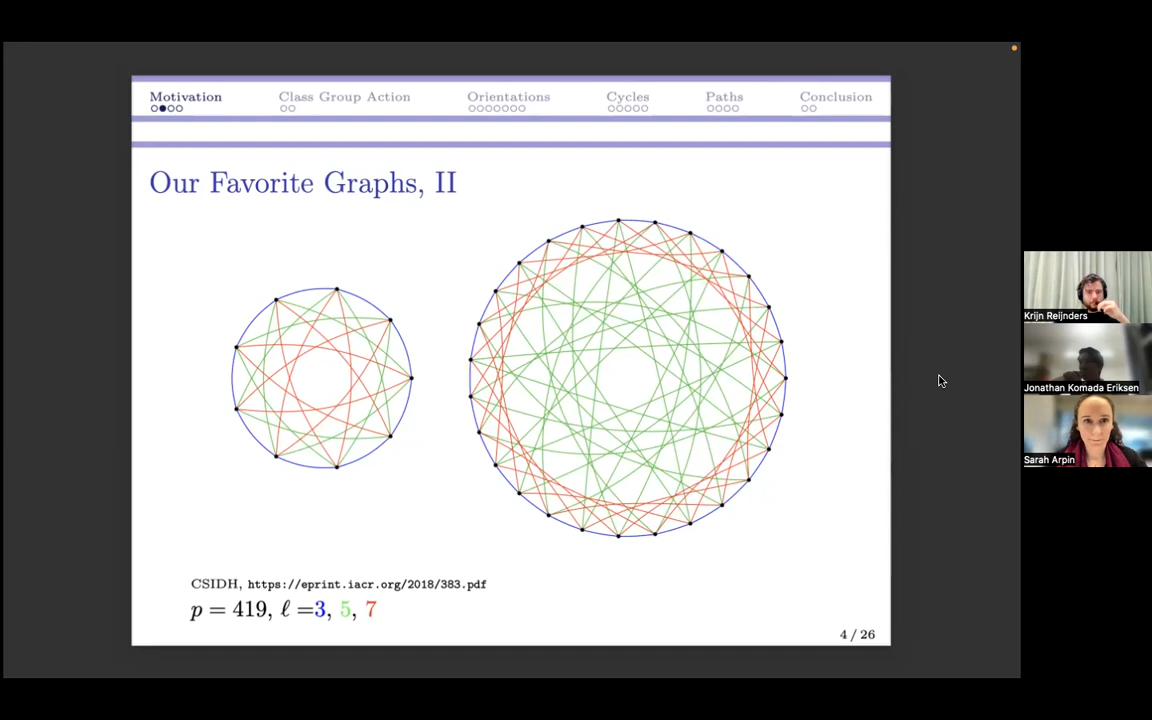 Motivation Class Group Action Orientations Cycles Paths Conclusion
Our Favorite Graphs, II
CSIDH, https://eprint.iacr.org/2018/383.pdf
p = 419, ℓ =3, 5, 7
4 / 26
Krijn Reijnders
Jonathan Komada Eriksen
Sarah Arpin